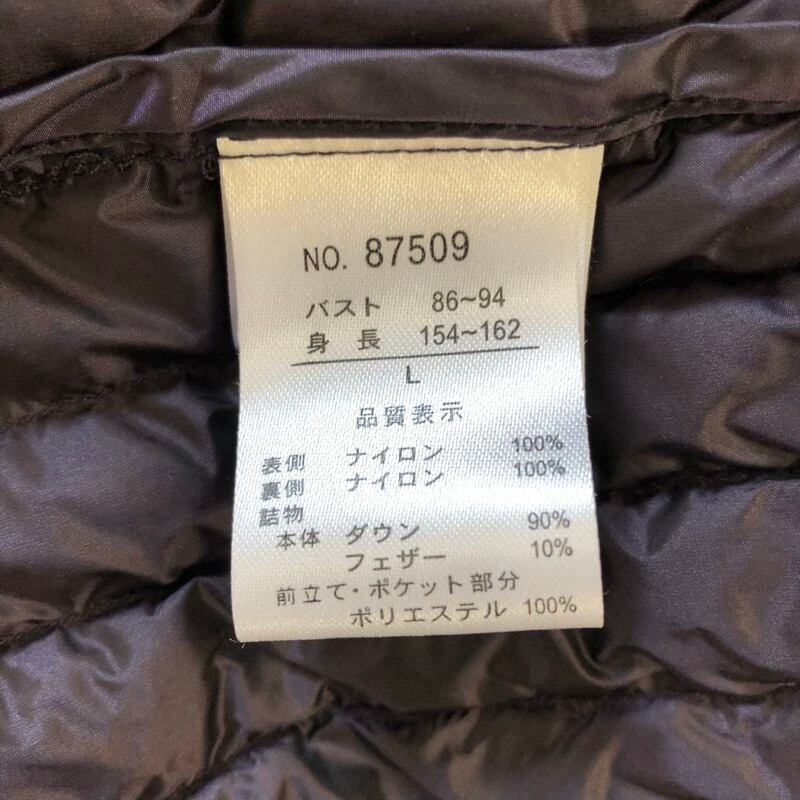 NO. 87509
バスト 86~94
身 長 154~162
L
品質表示
表側 ナイロン 100%
裏側 ナイロン 100%
詰物
本体 ダウン 90%
フェザー 10%
前立て・ポケット部分
ポリエステル 100%